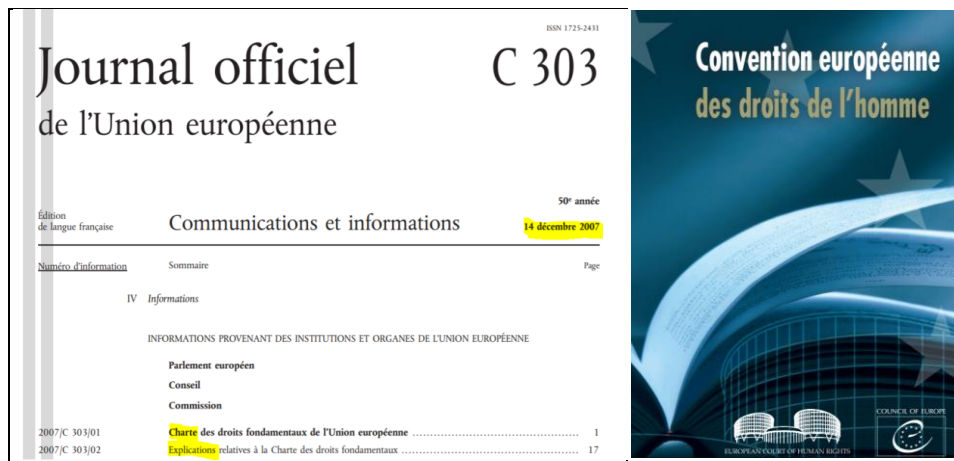 ISSN 1725-2431
Journal officiel
C 303
de l'Union européenne
50e année
Édition
de langue française
Communications et informations
14 décembre 2007
Numéro d'information
Sommaire
Page
IV Informations
INFORMATIONS PROVENANT DES INSTITUTIONS ET ORGANES DE L'UNION EUROPÉENNE
Parlement européen
Conseil
Commission
2007/C 303/01 Charte des droits fondamentaux de l'Union européenne ........................................ 1
2007/C 303/02 Explications relatives à la Charte des droits fondamentaux ........................................ 17
Convention européenne
des droits de l'homme
EUROPEAN COURT OF HUMAN RIGHTS
COUNCIL OF EUROPE